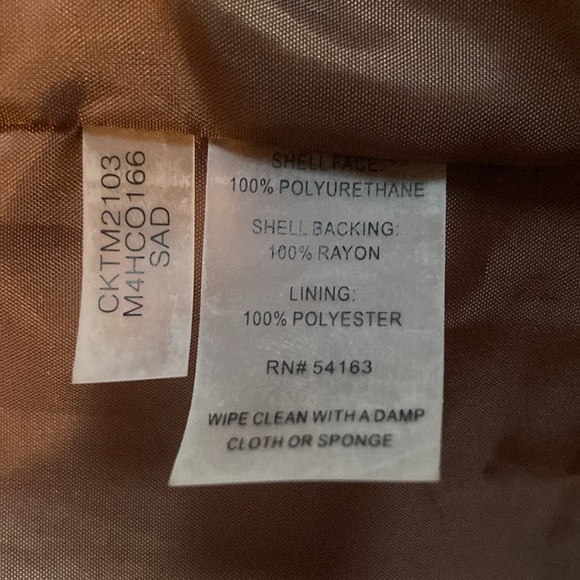 CKTM2103
M4HCO166
SAD
SHELL FACE:
100% POLYURETHANE
SHELL BACKING:
100% RAYON
LINING:
100% POLYESTER
RN# 54163
WIPE CLEAN WITH A DAMP
CLOTH OR SPONGE